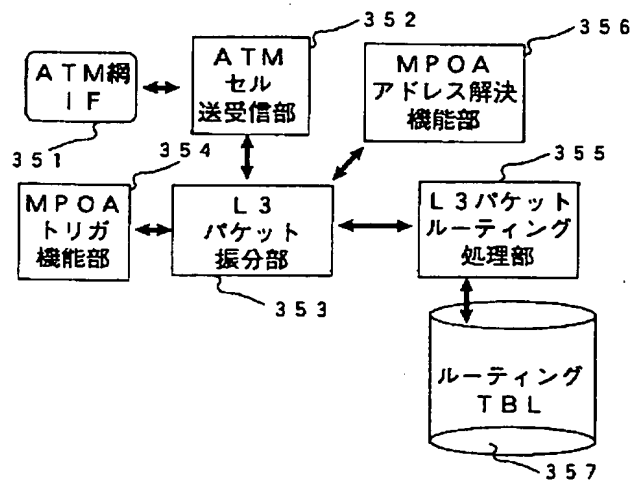 352
356
ATM網
IF
ATM
セル
送受信部
MPOA
アドレス解決
機能部
351
354
355
MPOA
トリガ
機能部
L3
パケット
振分部
L3パケット
ルーティング
処理部
353
ルーティング
TBL
357